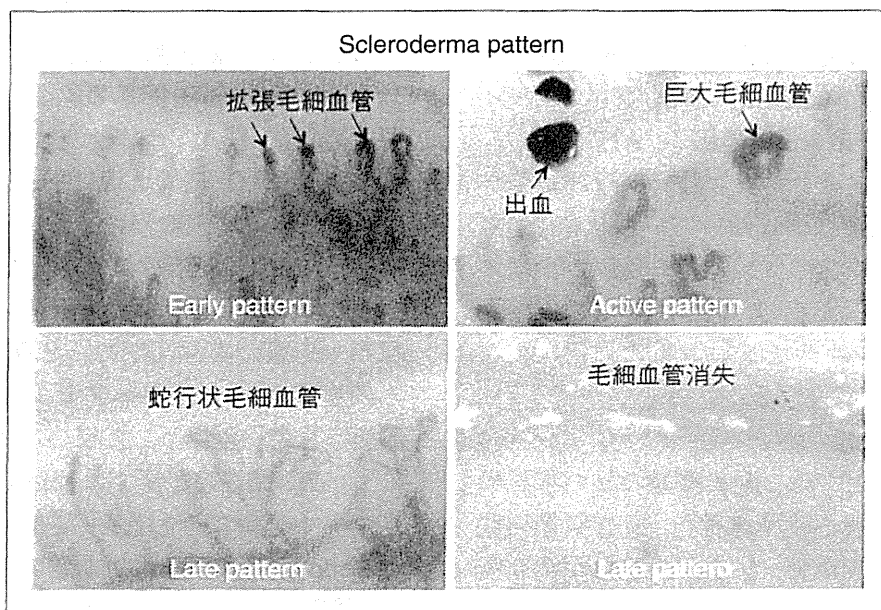 Scleroderma pattern
拡張毛細血管
Early pattern
巨大毛細血管
出血
Active pattern
蛇行状毛細血管
Late pattern
毛細血管消失
Late pattern